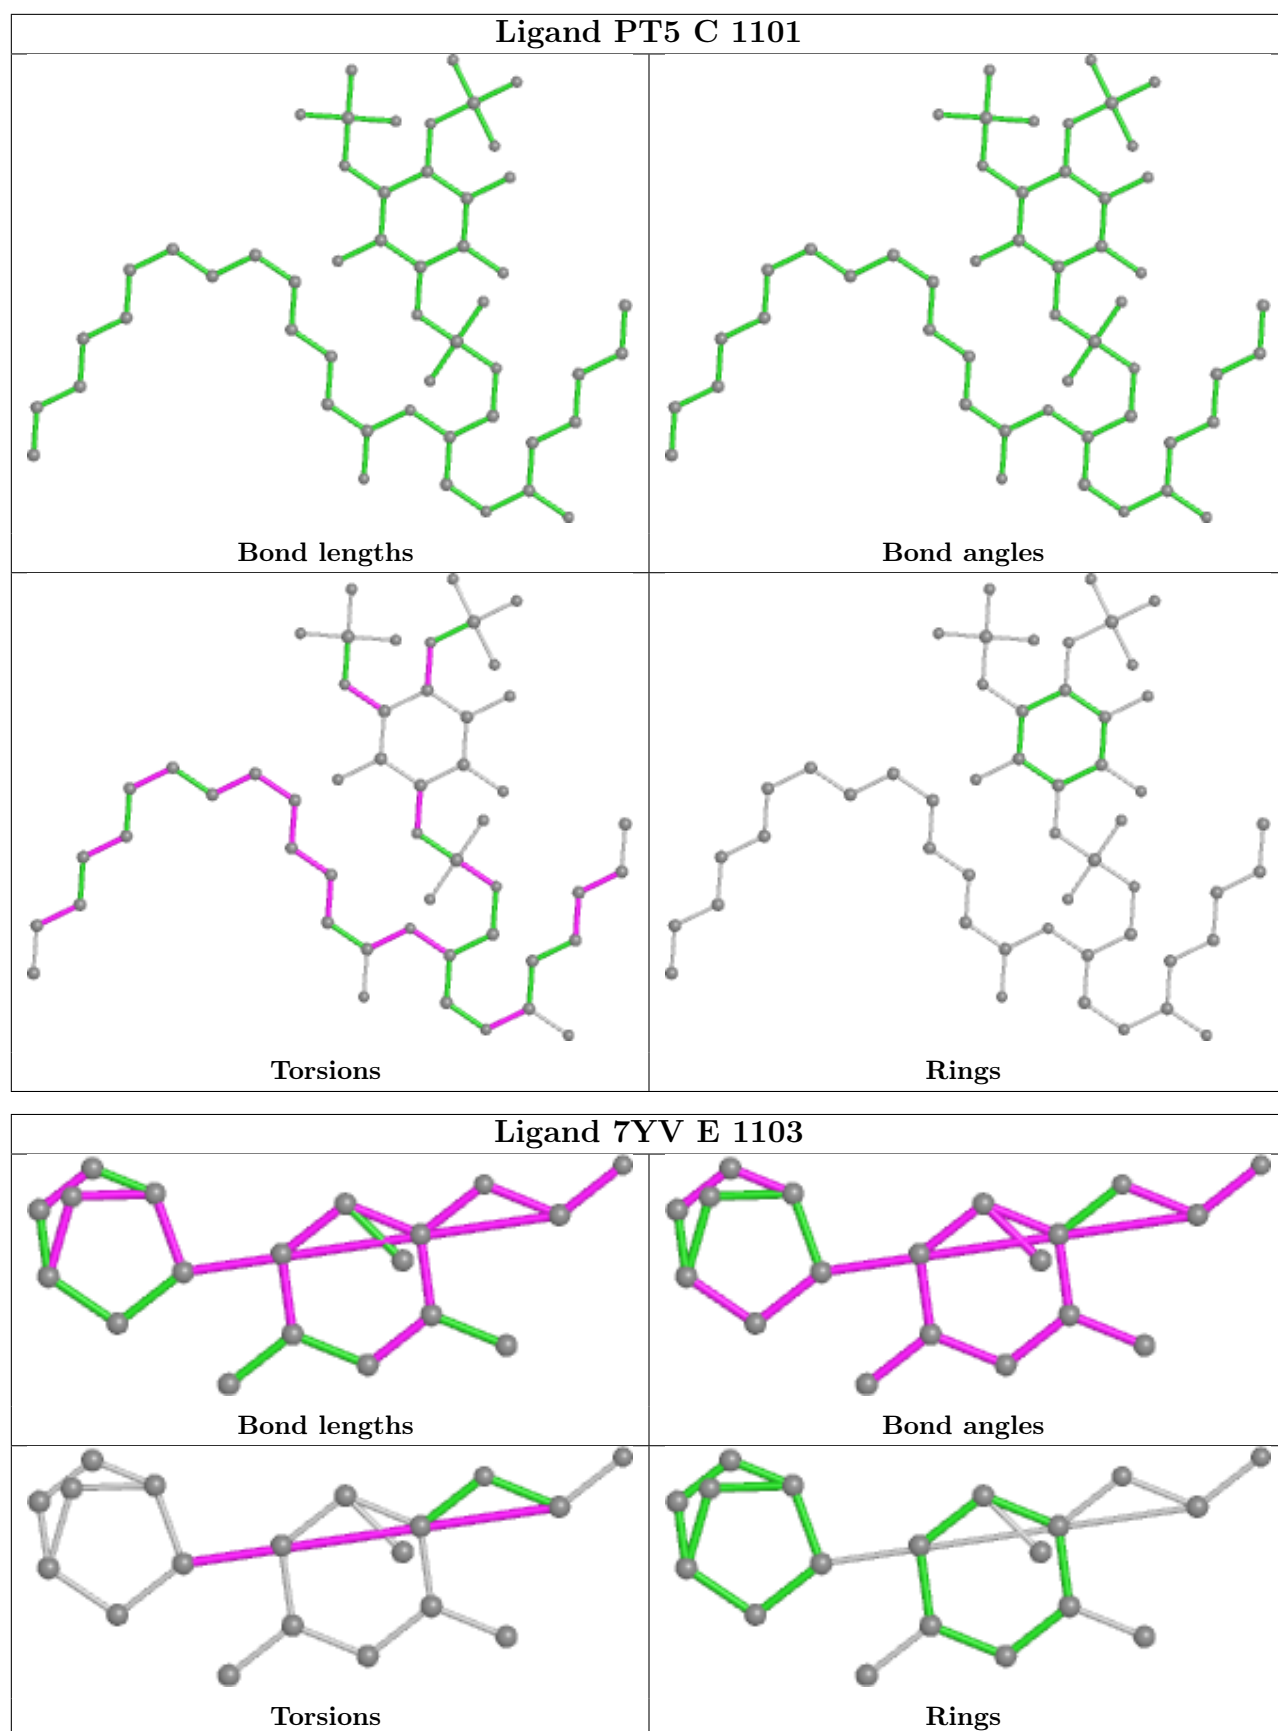 Ligand PT5 C 1101
Bond lengths
Bond angles
Torsions
Rings
Ligand 7YV E 1103
Bond lengths
Bond angles
Torsions
Rings